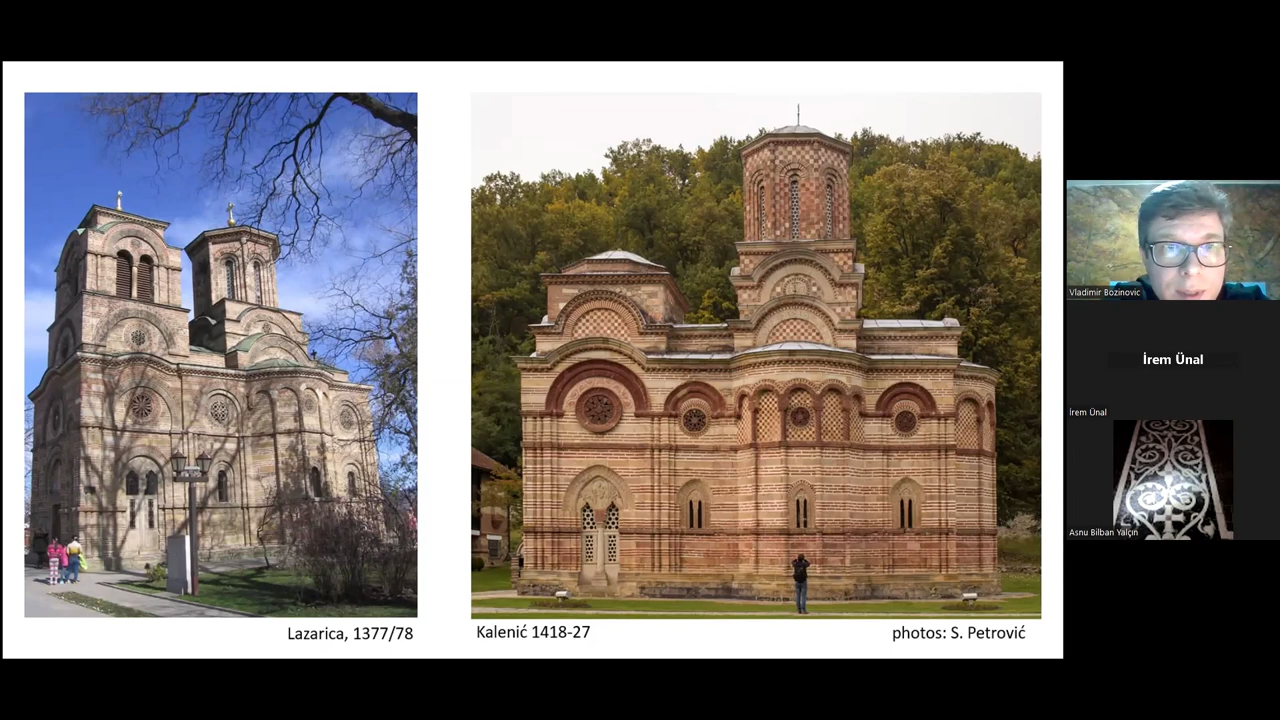 Lazarica, 1377/78
Kalenić 1418-27
photos: S. Petrović
Vladimir Bozinovic
İrem Ünal
İrem Ünal
Asnu Bilban Yalçın